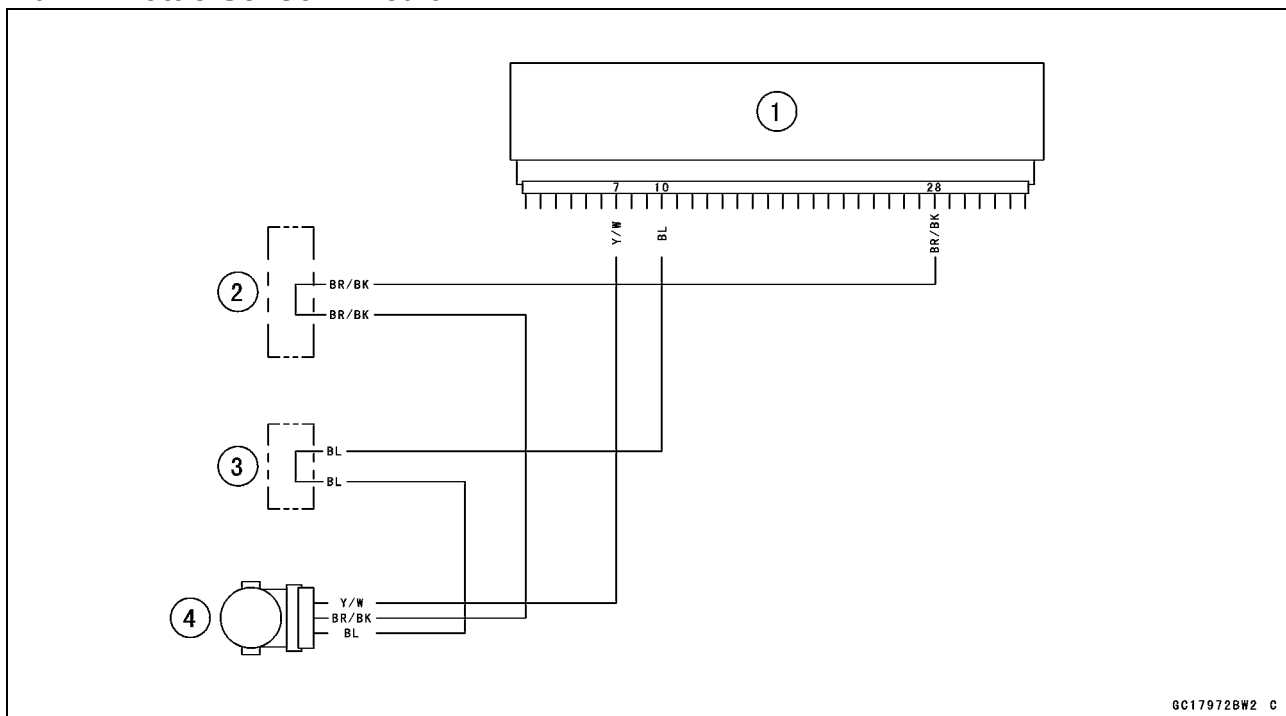 1
7 10 28
Y/W BL BR/BK
2
BR/BK
BR/BK
3
BL
BL
4
Y/W
BR/BK
BL
GC17972BW2 C